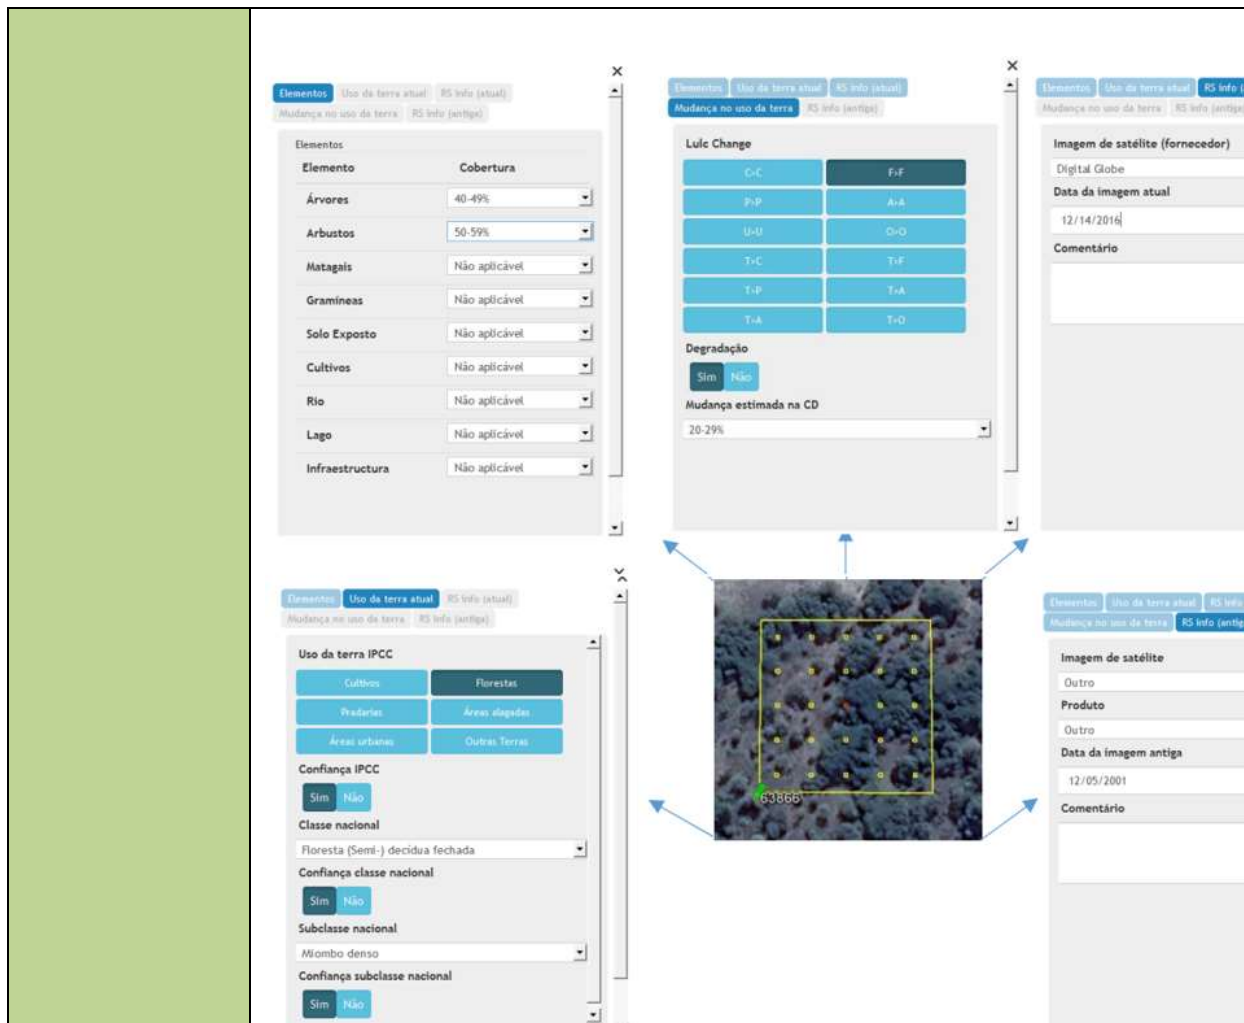 Elementos Uso da terra atual RS Info (atual)
Mudança no uso da terra RS Info (antiga)
Elementos
Elemento Cobertura
Árvores 40-49%
Arbustos 50-59%
Matagais Não aplicável
Gramíneas Não aplicável
Solo Exposto Não aplicável
Cultivos Não aplicável
Rio Não aplicável
Lago Não aplicável
Infraestructura Não aplicável
Elementos Uso da terra atual RS Info (atual)
Mudança no uso da terra RS Info (antiga)
Lulc Change
C>C F>F
P>P A>A
U>U O>O
T>C T>F
T>P T>A
T>A T>O
Degradação
Sim Não
Mudança estimada na CD
20-29%
Elementos Uso da terra atual RS Info (
Mudança no uso da terra RS Info (antiga)
Imagem de satélite (fornecedor)
Digital Globe
Data da imagem atual
12/14/2016
Comentário
Elementos Uso da terra atual RS Info (atual)
Mudança no uso da terra RS Info (antiga)
Uso da terra IPCC
Cultivos Florestas
Pradarias Áreas alagadas
Áreas urbanas Outras Terras
Confiança IPCC
Sim Não
Classe nacional
Floresta (Semi-) decidua fechada
Confiança classe nacional
Sim Não
Subclasse nacional
Miombo denso
Confiança subclasse nacional
Sim Não
63866
Elementos Uso da terra atual RS Info
Mudança no uso da terra RS Info (antig
Imagem de satélite
Outro
Produto
Outro
Data da imagem antiga
12/05/2001
Comentário